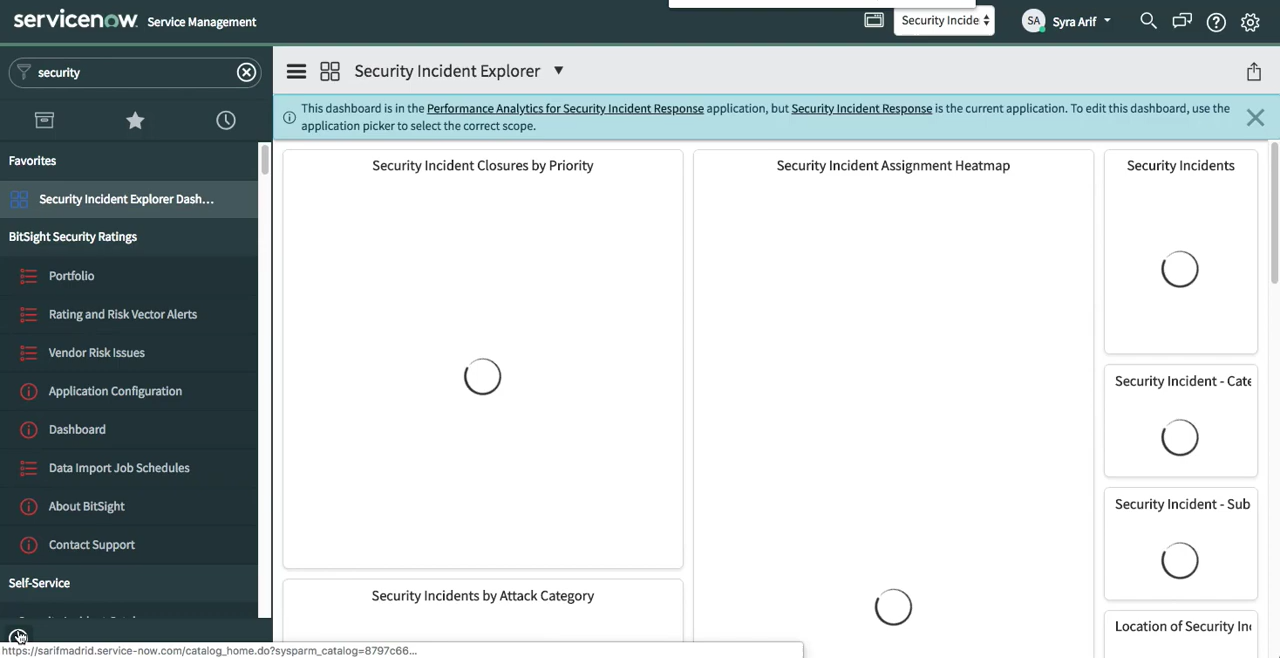 servicenow. Service Management
Security Incide
SA
Syra Arif
security
Security Incident Explorer
This dashboard is in the Performance Analytics for Security Incident Response application, but Security Incident Response is the current application. To edit this dashboard, use the
application picker to select the correct scope.
Favorites
Security Incident Explorer Dash...
BitSight Security Ratings
Portfolio
Rating and Risk Vector Alerts
Vendor Risk Issues
Application Configuration
Dashboard
Data Import Job Schedules
About BitSight
Contact Support
Self-Service
Security Incident Closures by Priority
Security Incidents by Attack Category
Security Incident Assignment Heatmap
Security Incidents
Security Incident - Cate
Security Incident - Sub
Location of Security Inc
https://sarifmadrid.service-now.com/catalog_home.do?sysparm_catalog=8797c66...